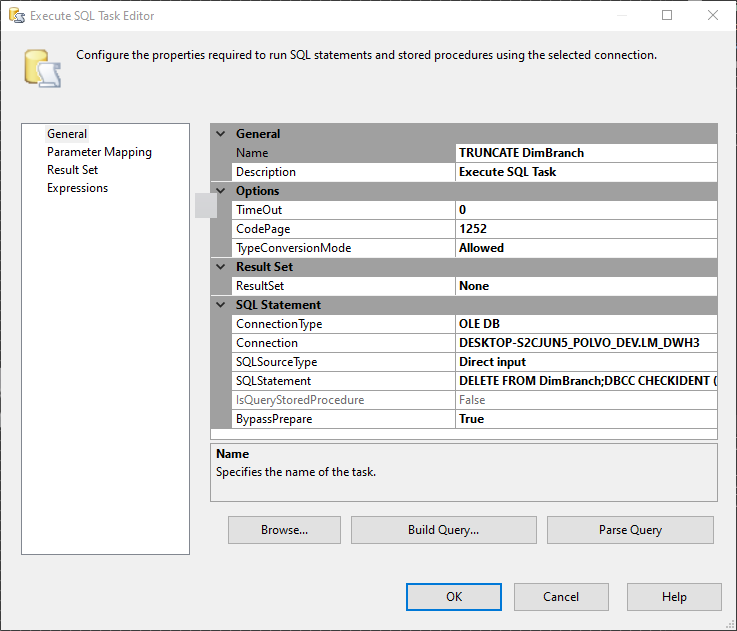 Execute SQL Task Editor
Configure the properties required to run SQL statements and stored procedures using the selected connection.
General
Parameter Mapping
Result Set
Expressions
General
Name TRUNCATE DimBranch
Description Execute SQL Task
Options
TimeOut 0
CodePage 1252
TypeConversionMode Allowed
Result Set
ResultSet None
SQL Statement
ConnectionType OLE DB
Connection DESKTOP-S2CJUN5_POLVO_DEV.LM_DWH3
SQLSourceType Direct input
SQLStatement DELETE FROM DimBranch;DBCC CHECKIDENT (
IsQueryStoredProcedure False
BypassPrepare True
Name
Specifies the name of the task.
Browse... Build Query... Parse Query
OK Cancel Help